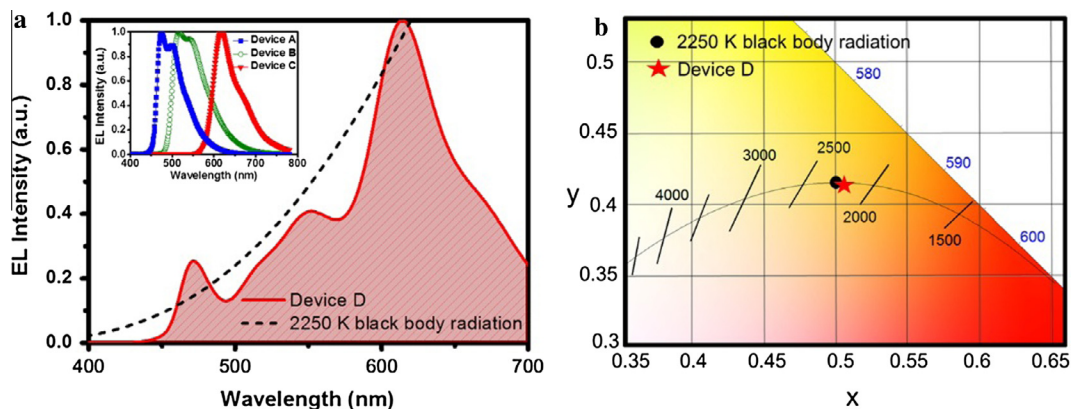 a
EL Intensity (a.u.)
1.0
0.8
0.6
0.4
0.2
0.0
400
500
600
700
Wavelength (nm)
Device D
2250 K black body radiation
EL Intensity (a.u.)
1.0
0.8
0.6
0.4
0.2
0.0
400
500
600
700
800
Wavelength (nm)
Device A
Device B
Device C
b
2250 K black body radiation
Device D
y
0.5
0.45
0.4
0.35
0.3
0.35
0.4
0.45
0.5
0.55
0.6
0.65
x
580
590
600
4000
3000
2500
2000
1500